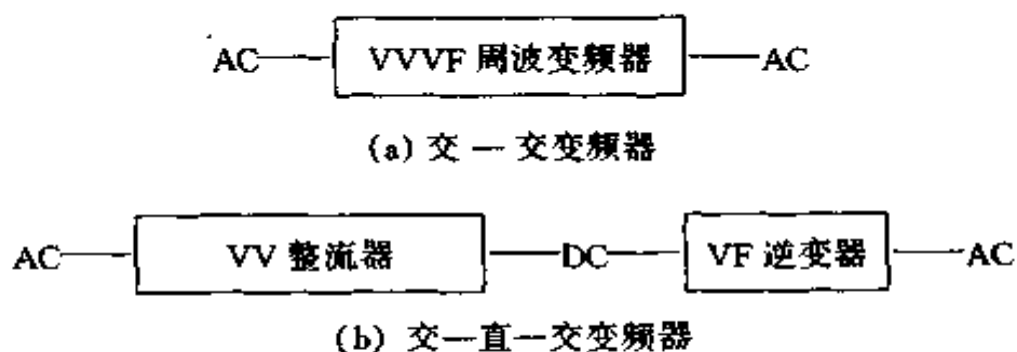 AC VVVF 周波变频器 AC
(a) 交 — 交变频器
AC VV 整流器 DC VF 逆变器 AC
(b) 交—直—交变频器